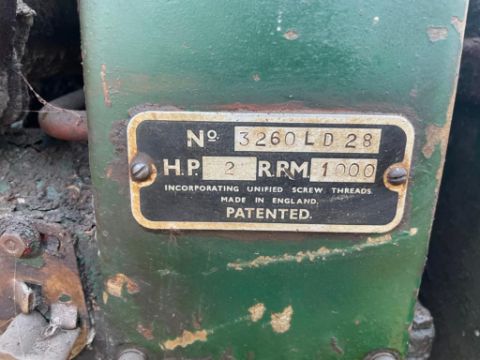 No 3260LD28
H.P. 2 R.P.M. 1000
INCORPORATING UNIFIED SCREW THREADS.
MADE IN ENGLAND.
PATENTED.